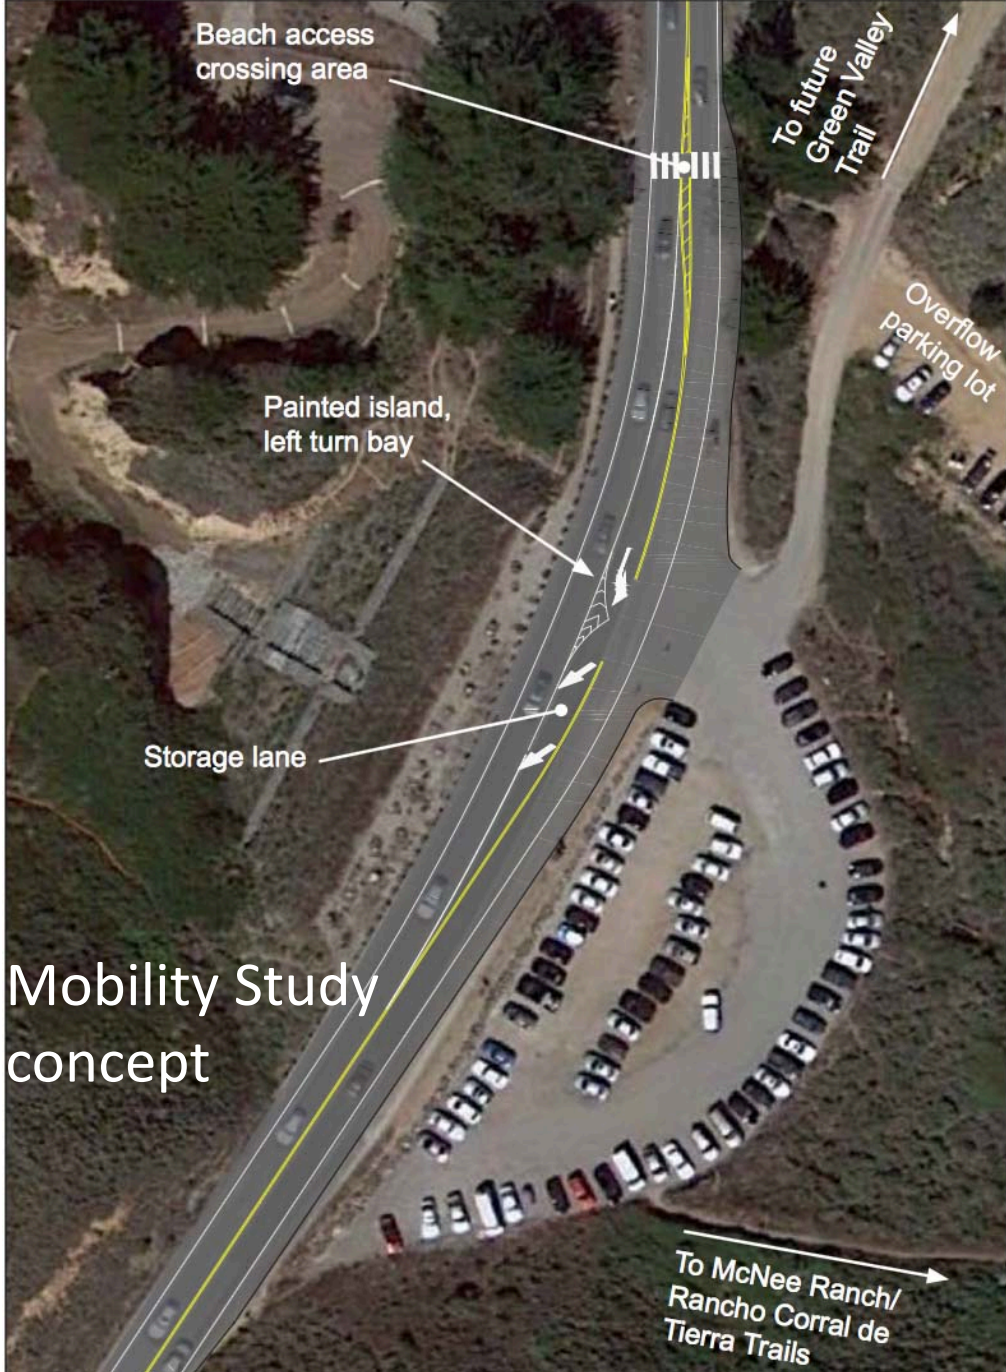 Beach access
crossing area
To future
Green Valley
Trail
Overflow
parking lot
Painted island,
left turn bay
Storage lane
Mobility Study
concept
To McNee Ranch/
Rancho Corral de
Tierra Trails